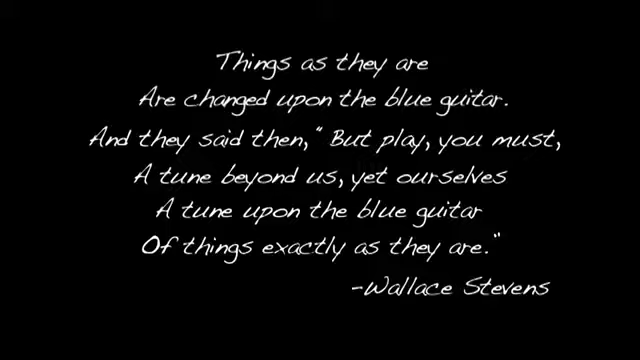 Things as they are
Are changed upon the blue guitar.
And they said then, "But play, you must,
A tune beyond us, yet ourselves
A tune upon the blue guitar
Of things exactly as they are."
-Wallace Stevens